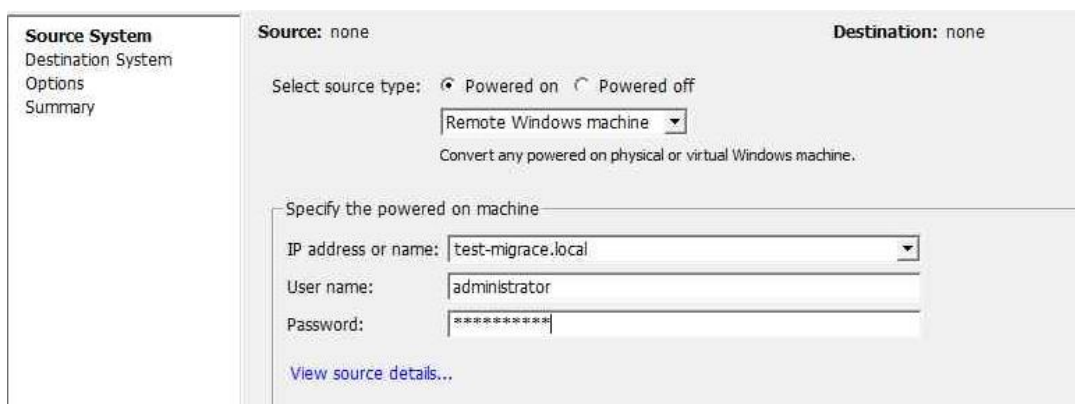 Source System
Destination System
Options
Summary
Source: none
Destination: none
Select source type: Powered on Powered off
Remote Windows machine
Convert any powered on physical or virtual Windows machine.
Specify the powered on machine
IP address or name: test-migrace.local
User name: administrator
Password: **********
View source details...